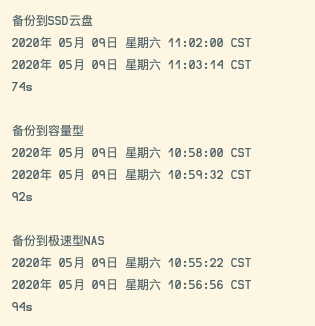 备份到SSD云盘
2020年 05月 09日 星期六 11:02:00 CST
2020年 05月 09日 星期六 11:03:14 CST
74s
备份到容量型
2020年 05月 09日 星期六 10:58:00 CST
2020年 05月 09日 星期六 10:59:32 CST
92s
备份到极速型NAS
2020年 05月 09日 星期六 10:55:22 CST
2020年 05月 09日 星期六 10:56:56 CST
94s